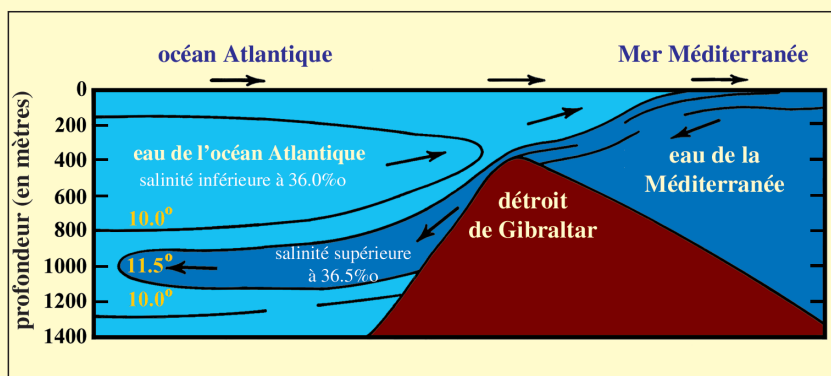 océan Atlantique
Mer Méditerranée
profondeur (en mètres)
0
200
400
600
800
1000
1200
1400
eau de l'océan Atlantique
salinité inférieure à 36.0%o
10.0°
11.5°
10.0°
salinité supérieure
à 36.5%o
détroit
de Gibraltar
eau de la
Méditerranée